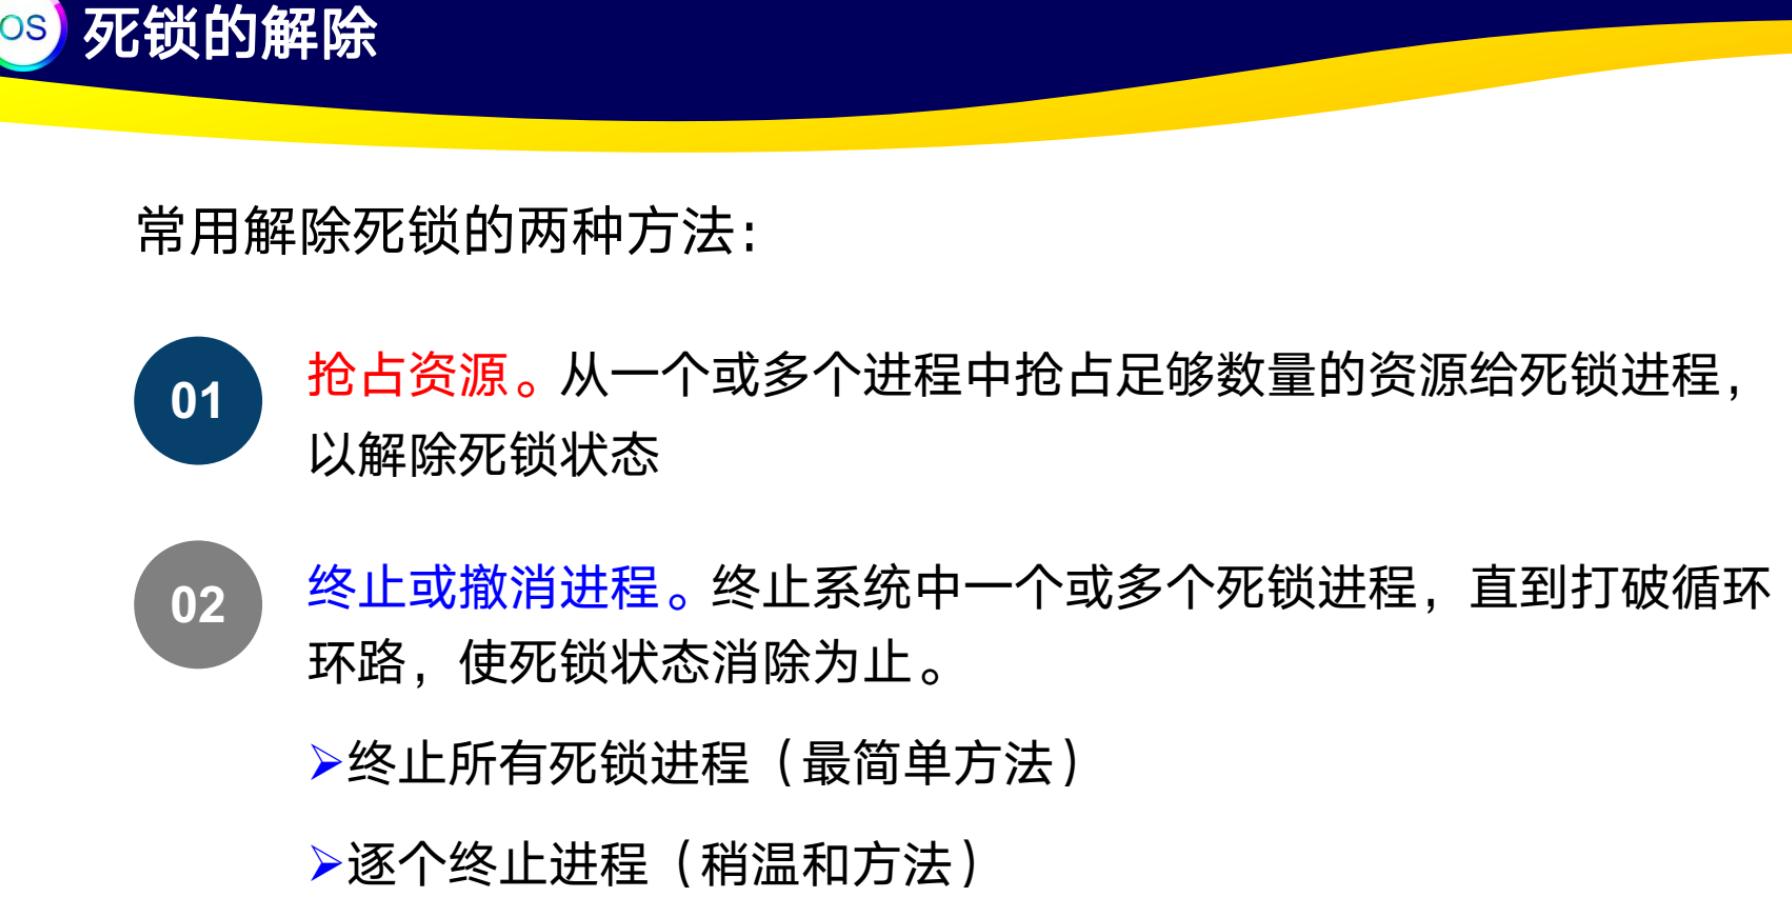 OS 死锁的解除
常用解除死锁的两种方法：
01 抢占资源。从一个或多个进程中抢占足够数量的资源给死锁进程，
以解除死锁状态
02 终止或撤消进程。终止系统中一个或多个死锁进程，直到打破循环
环路，使死锁状态消除为止。
➢终止所有死锁进程（最简单方法）
➢逐个终止进程（稍温和方法）